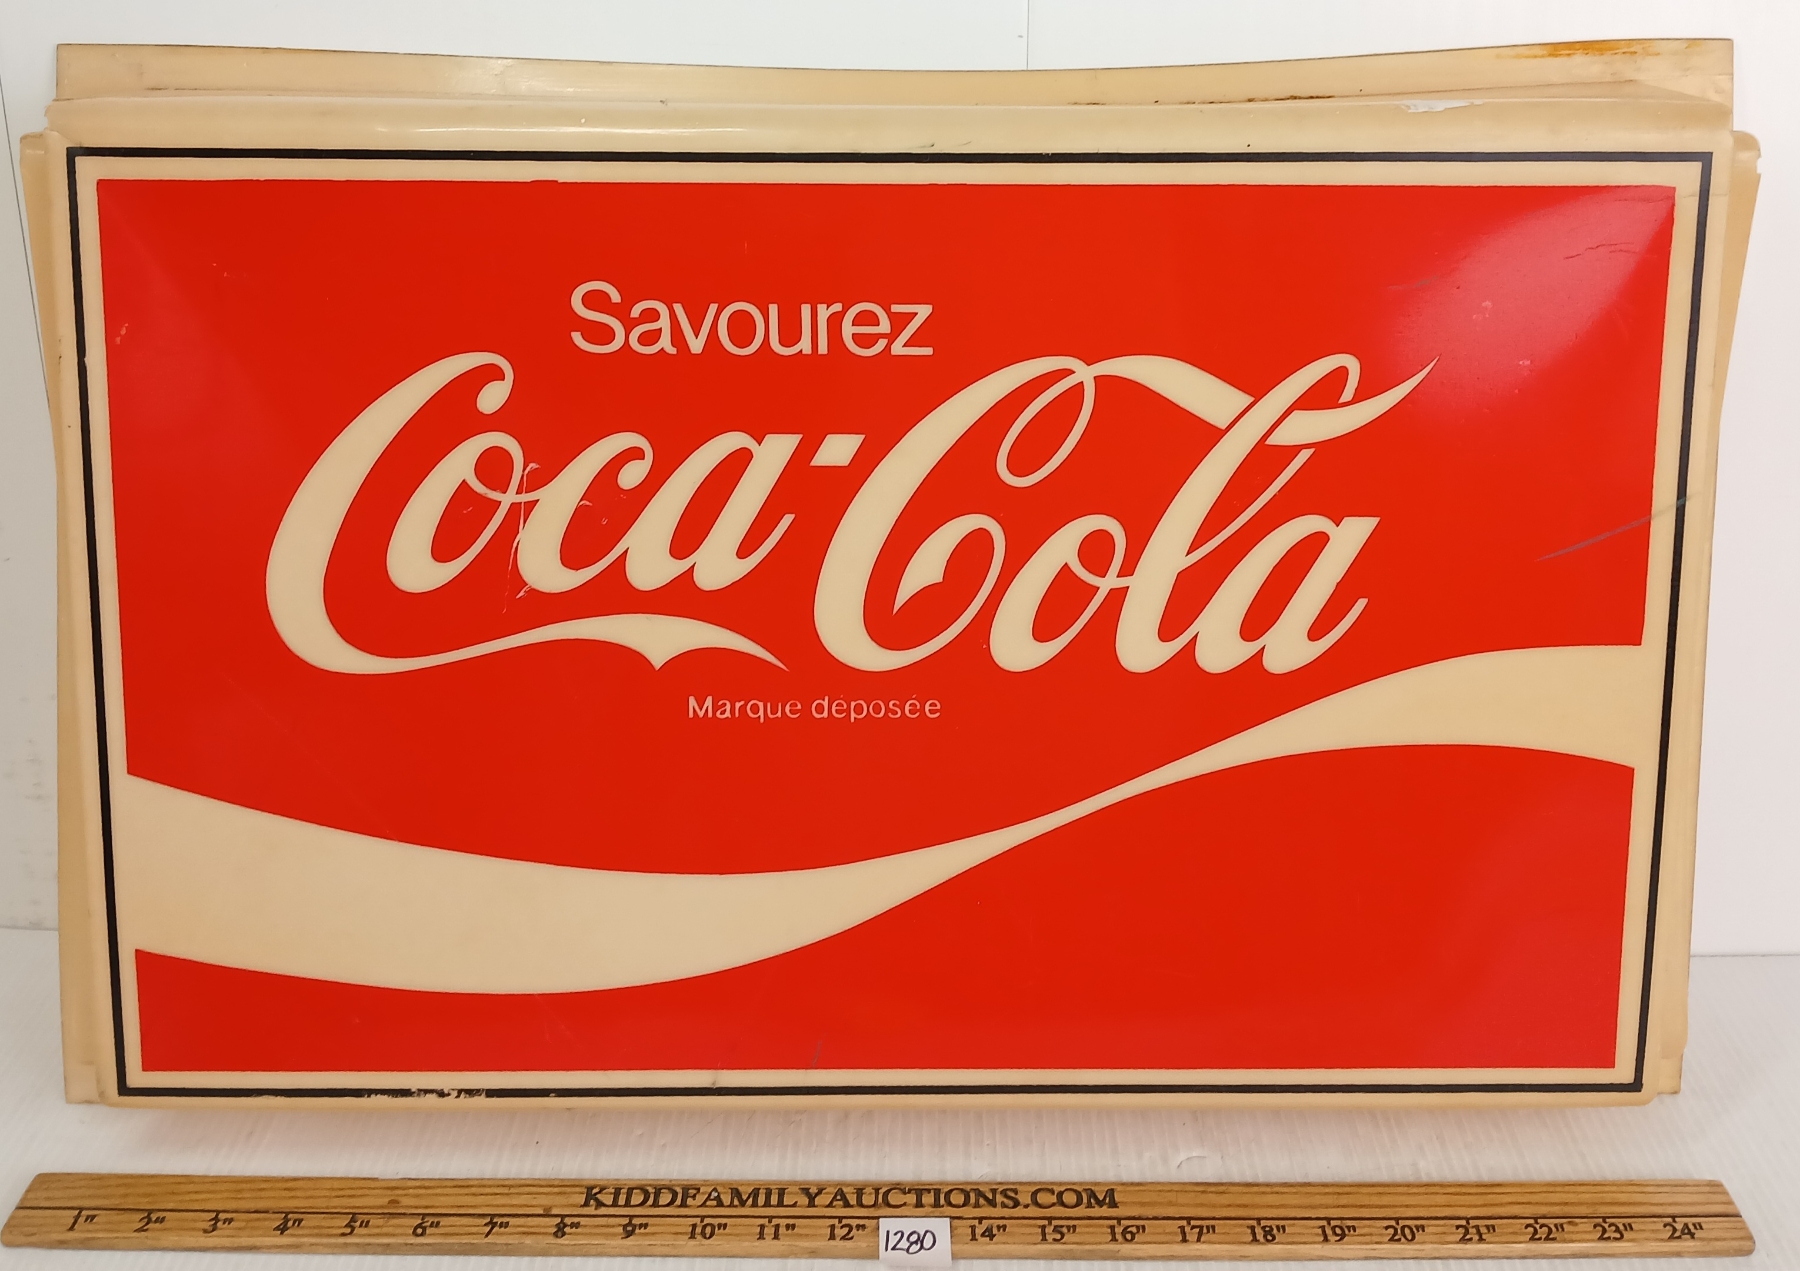 Savourez
Coca-Cola
Marque déposée
KIDDFAMILYAUCTIONS.COM
1" 2" 3" 4" 5" 6" 7" 8" 9" 10" 11" 12" 1280 14" 15" 16" 17" 18" 19" 20" 21" 22" 23" 24"